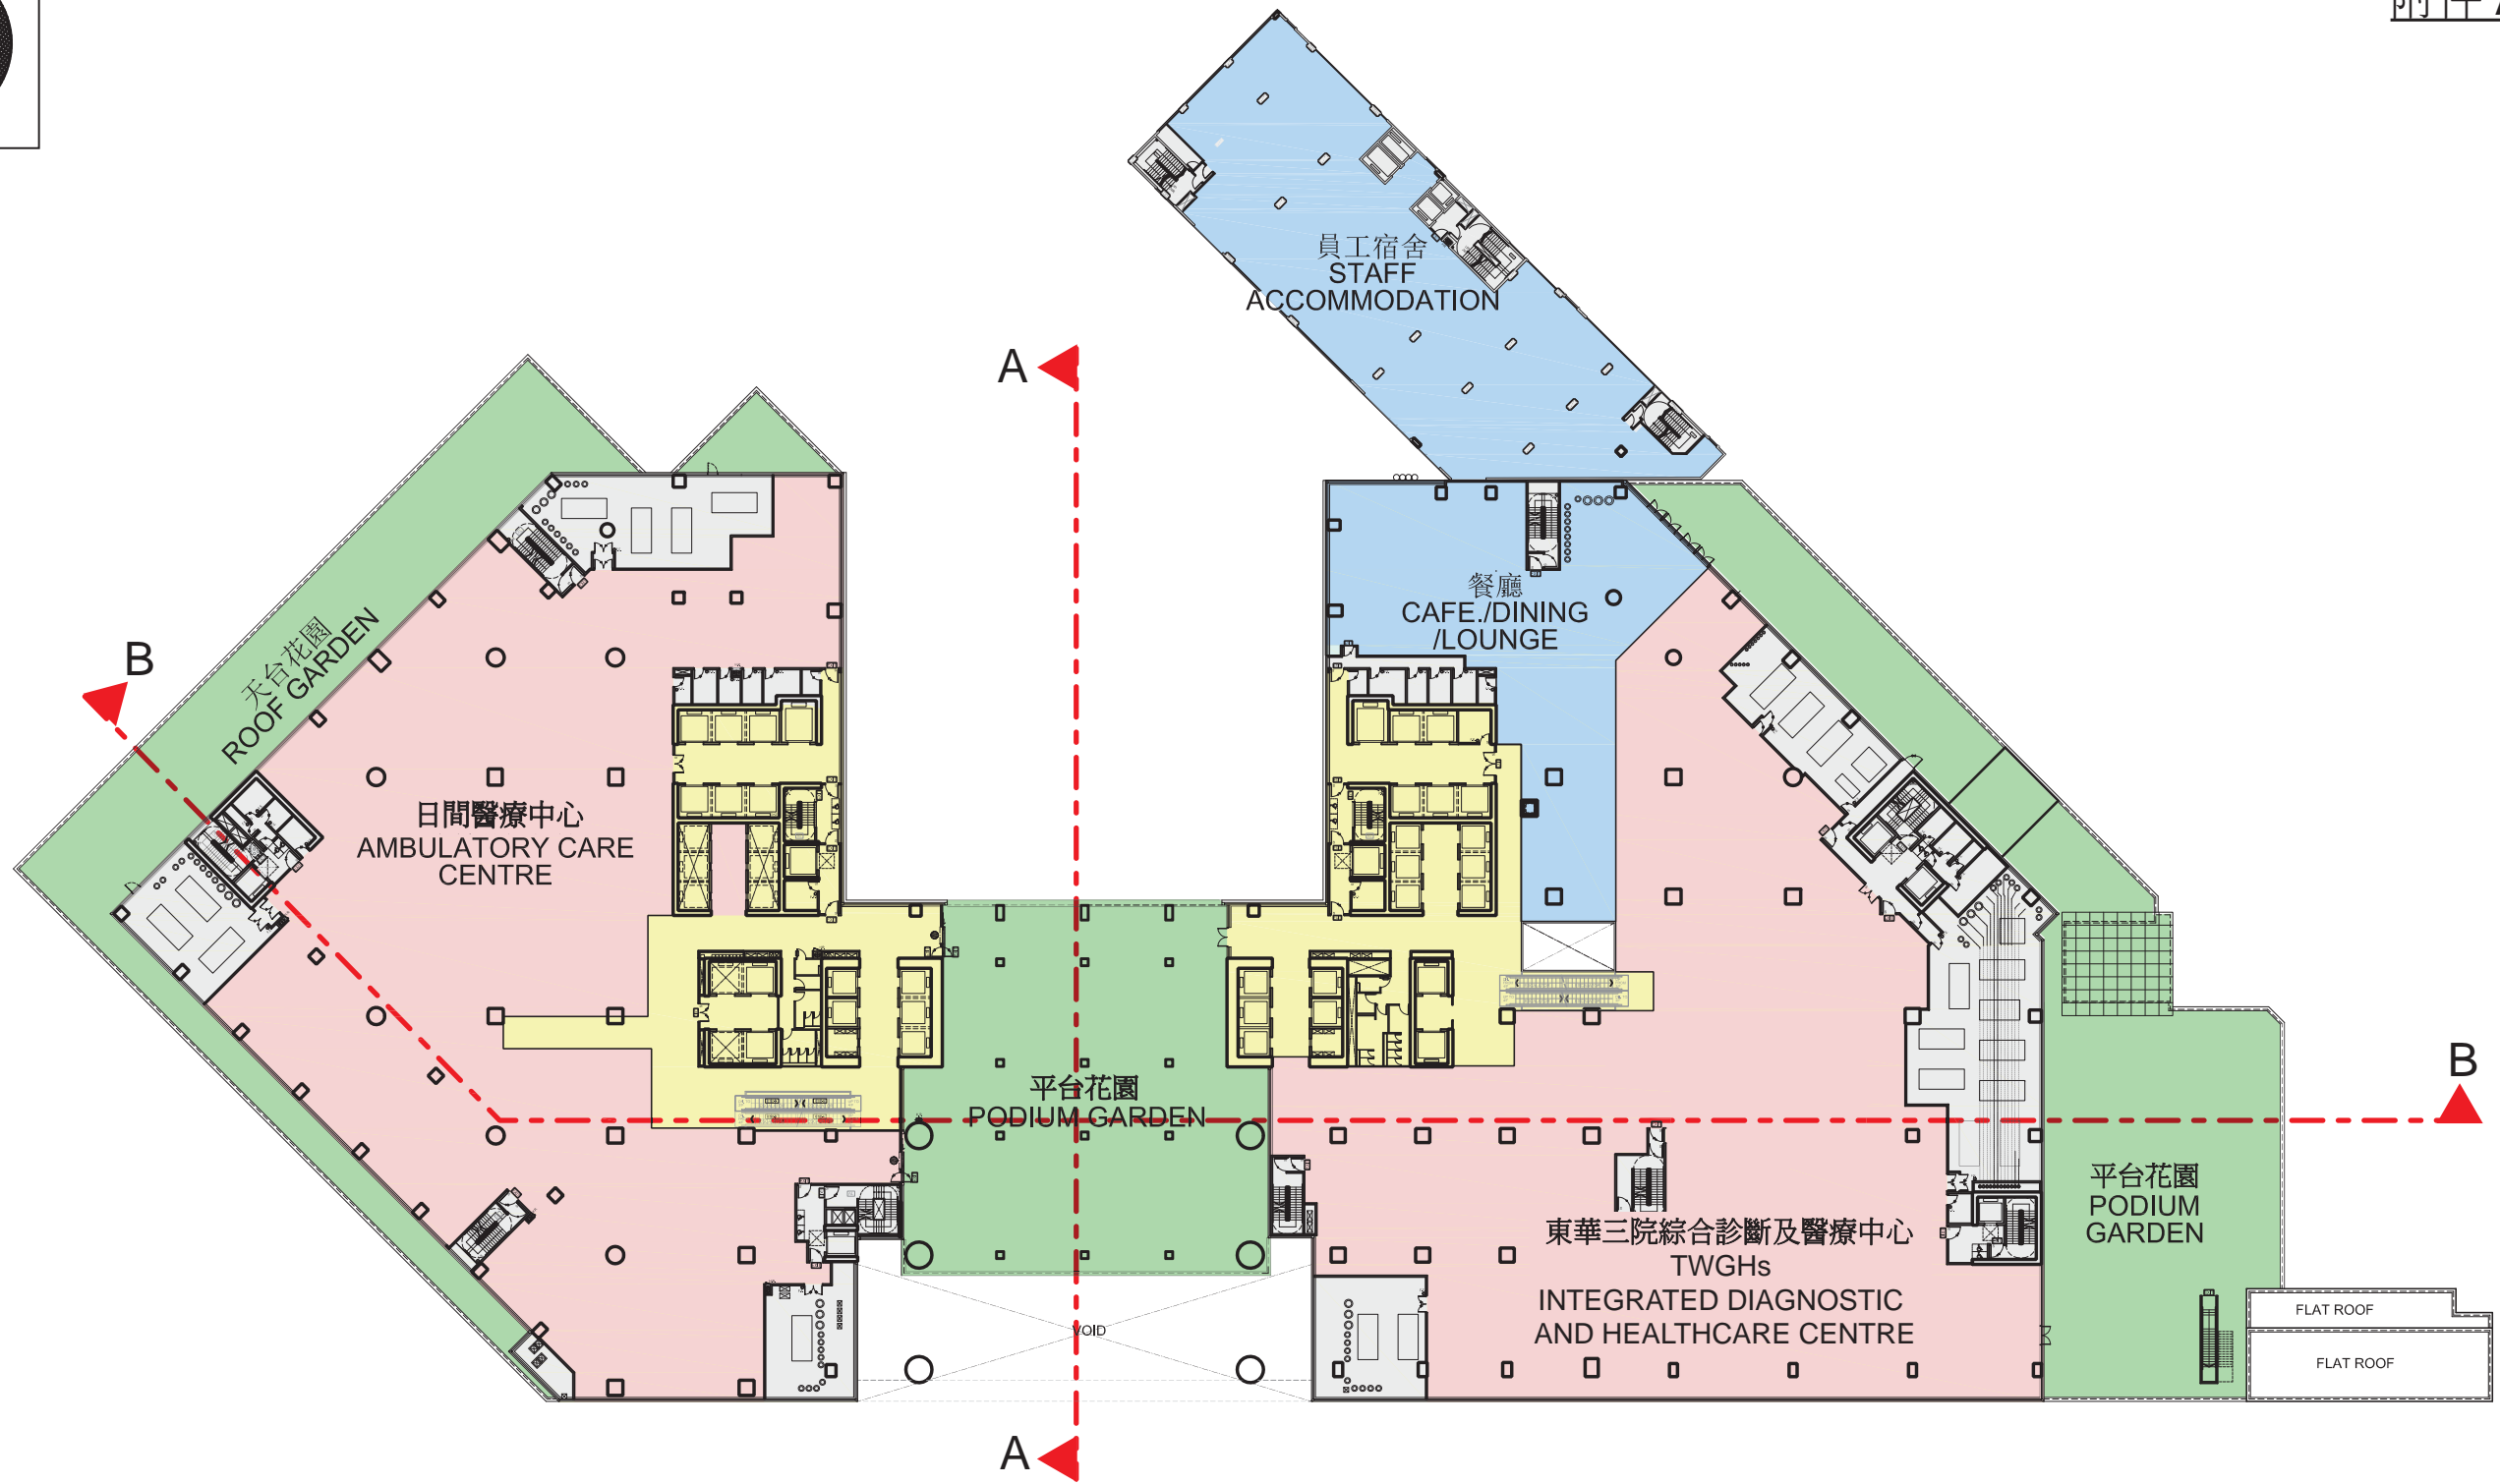 員工宿舍
STAFF
ACCOMMODATION
A
餐廳
CAFE./DINING
/LOUNGE
天台花園
ROOF GARDEN
B
日間醫療中心
AMBULATORY CARE
CENTRE
平台花園
PODIUM GARDEN
B
平台花園
PODIUM
GARDEN
東華三院綜合診斷及醫療中心
TWGHs
INTEGRATED DIAGNOSTIC
AND HEALTHCARE CENTRE
FLAT ROOF
FLAT ROOF
VOID
A